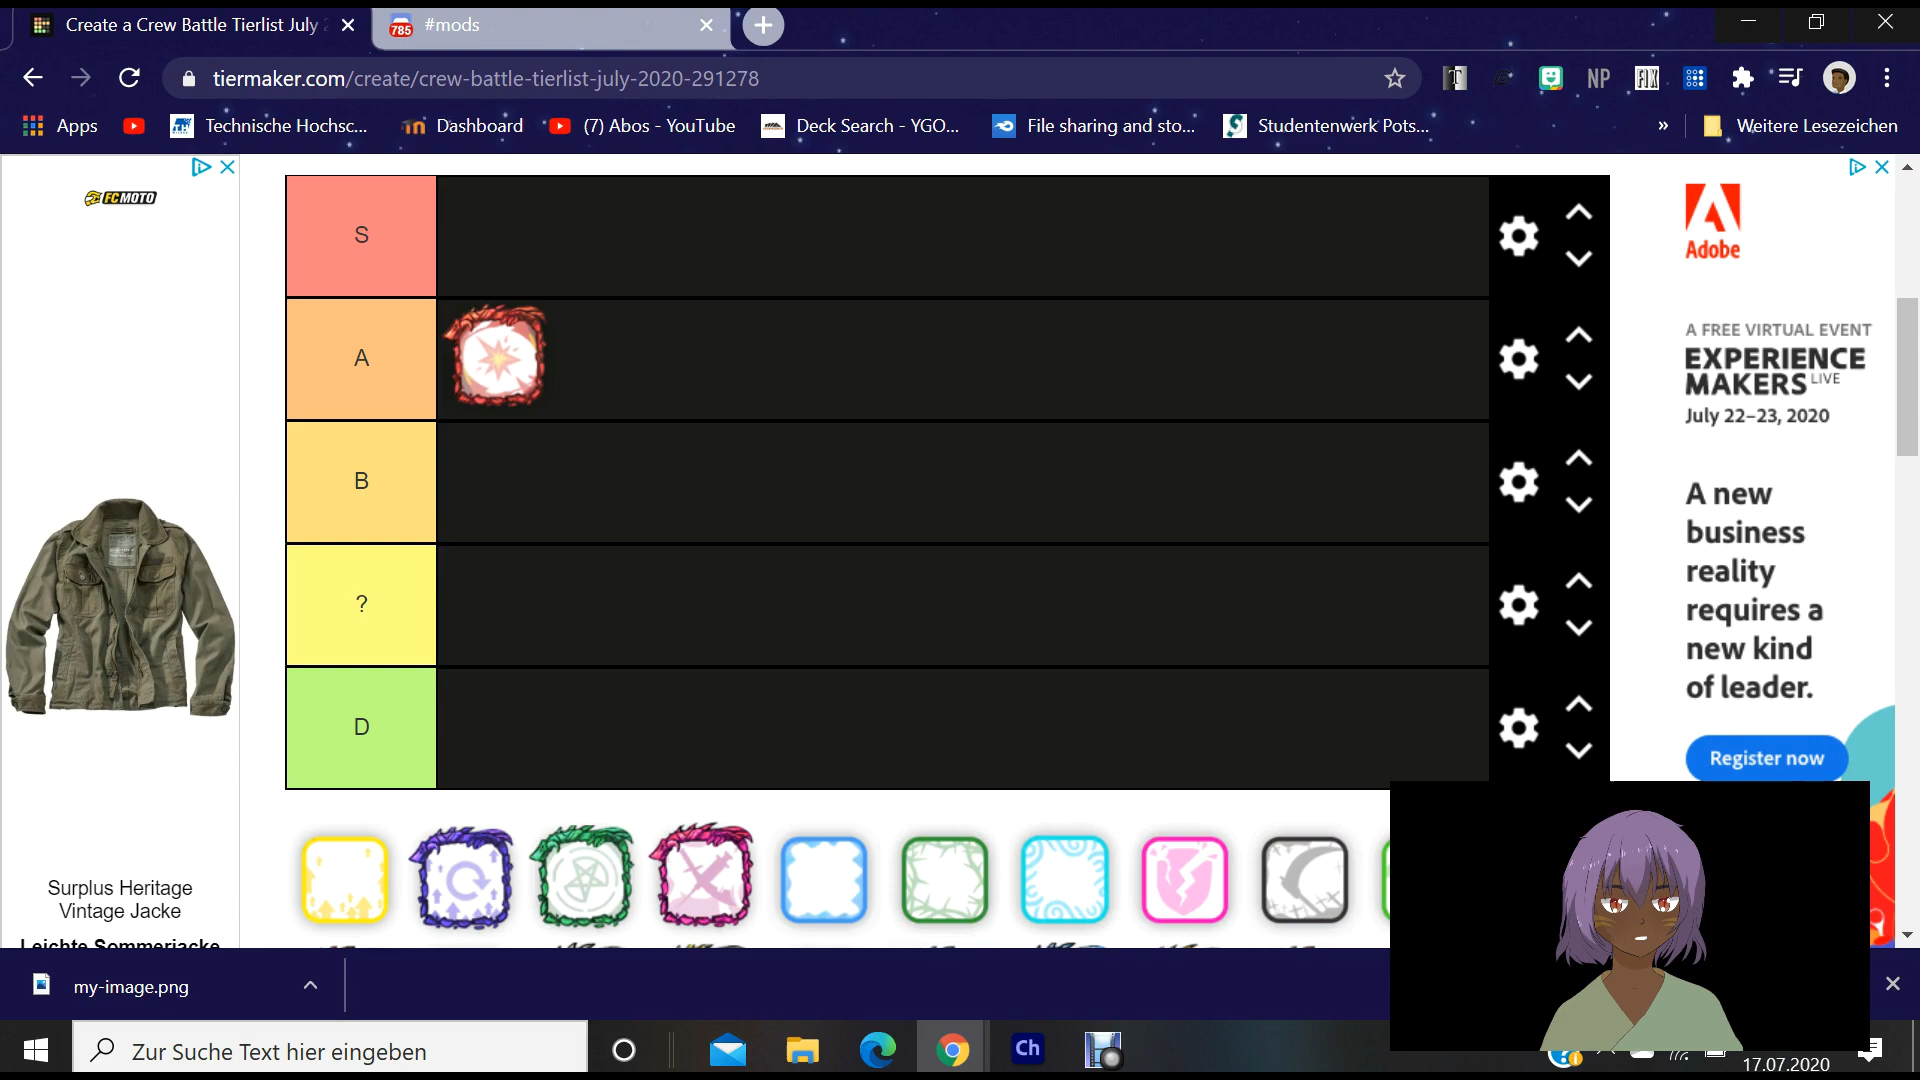 Create a Crew Battle Tierlist July
785
#mods
tiermaker.com/create/crew-battle-tierlist-july-2020-291278
T
NP
FIX
Apps
Technische Hochsc...
Dashboard
(7) Abos - YouTube
Deck Search - YGO...
File sharing and sto...
Studentenwerk Pots...
»
Weitere Lesezeichen
FC MOTO
S
A
B
?
D
Adobe
A FREE VIRTUAL EVENT
EXPERIENCE
MAKERS LIVE
July 22–23, 2020
A new
business
reality
requires a
new kind
of leader.
Register now
Surplus Heritage
Vintage Jacke
Leichte Sommerjacke
my-image.png
Zur Suche Text hier eingeben
Ch
17.07.2020